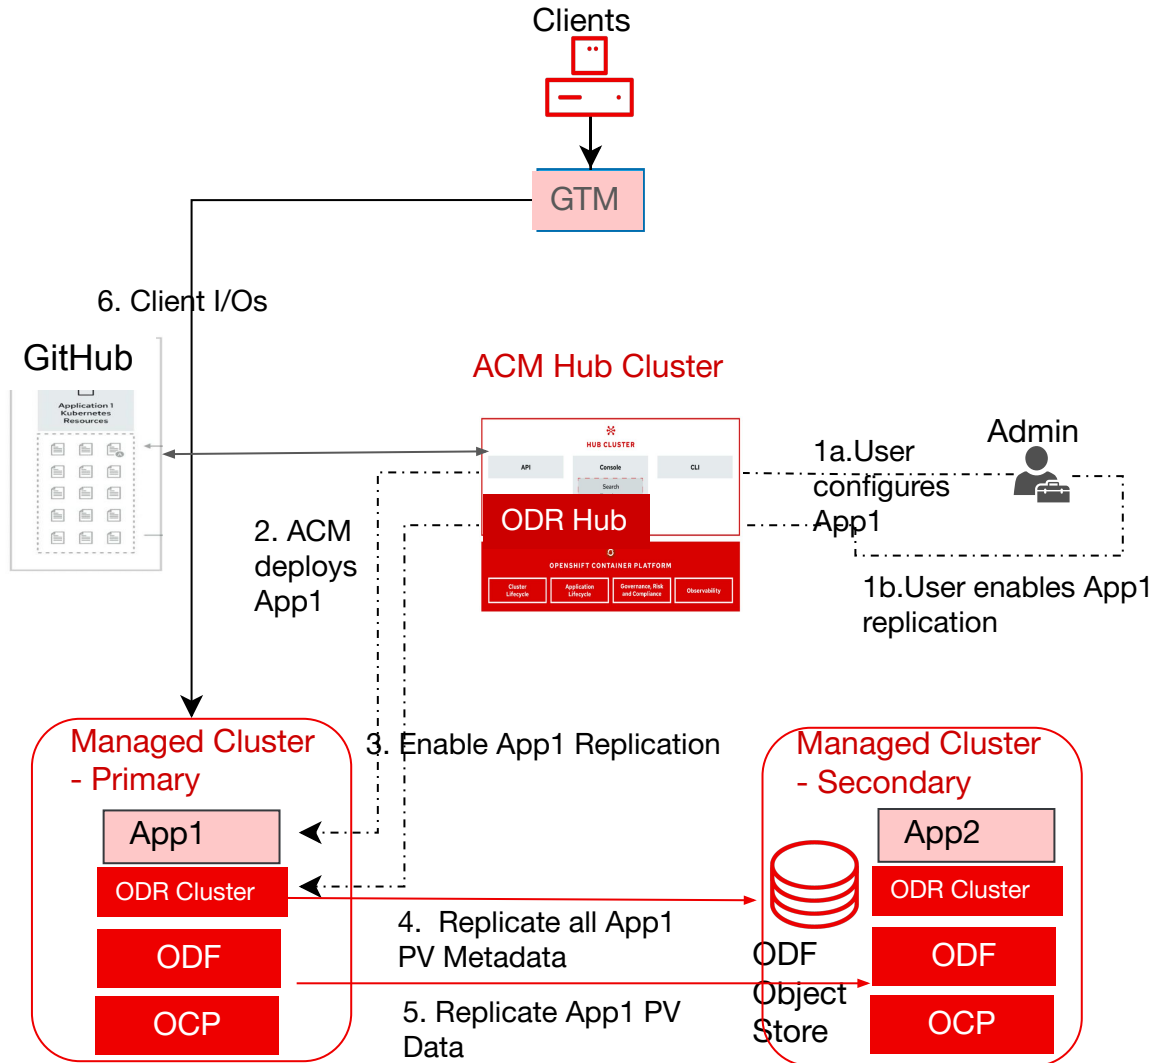 Clients
GTM
6. Client I/Os
GitHub
Application 1
Kubernetes
Resources
ACM Hub Cluster
HUB CLUSTER
API
Console
CLI
Search
ODR Hub
OPENSHIFT CONTAINER PLATFORM
Cluster
Lifecycle
Application
Lifecycle
Governance, Risk
and Compliance
Observability
Admin
1a.User
configures
App1
1b.User enables App1
replication
2. ACM
deploys
App1
3. Enable App1 Replication
Managed Cluster
- Primary
App1
ODR Cluster
ODF
OCP
4. Replicate all App1
PV Metadata
5. Replicate App1 PV
Data
Managed Cluster
- Secondary
App2
ODR Cluster
ODF
OCP
ODF
Object
Store